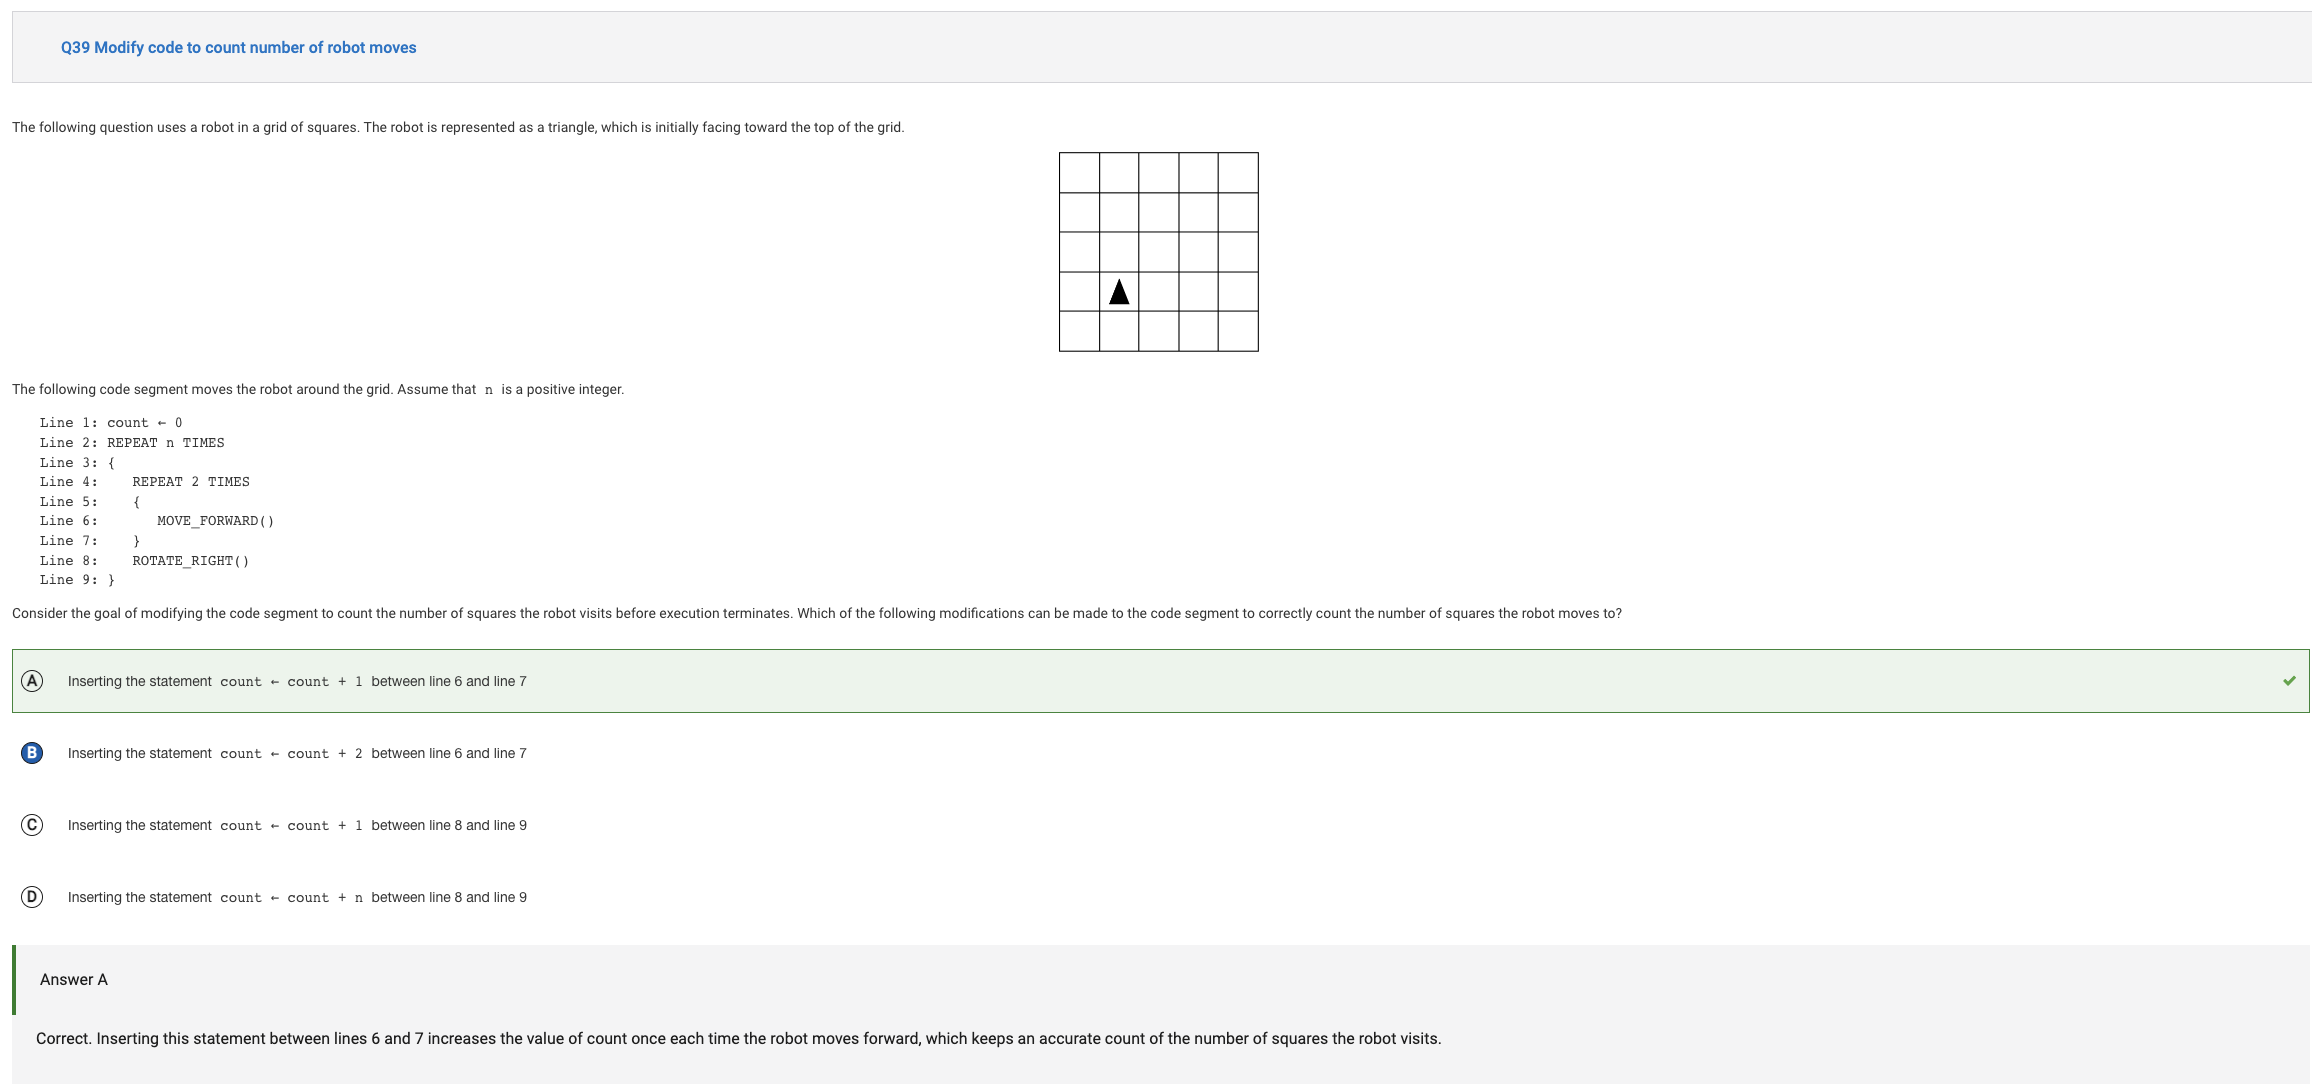 Q39 Modify code to count number of robot moves
The following question uses a robot in a grid of squares. The robot is represented as a triangle, which is initially facing toward the top of the grid.
The following code segment moves the robot around the grid. Assume that n is a positive integer.
Line 1: count ← 0
Line 2: REPEAT n TIMES
Line 3: {
Line 4:    REPEAT 2 TIMES
Line 5:    {
Line 6:       MOVE_FORWARD()
Line 7:    }
Line 8:    ROTATE_RIGHT()
Line 9: }
Consider the goal of modifying the code segment to count the number of squares the robot visits before execution terminates. Which of the following modifications can be made to the code segment to correctly count the number of squares the robot moves to?
A Inserting the statement count ← count + 1 between line 6 and line 7
B Inserting the statement count ← count + 2 between line 6 and line 7
C Inserting the statement count ← count + 1 between line 8 and line 9
D Inserting the statement count ← count + n between line 8 and line 9
Answer A
Correct. Inserting this statement between lines 6 and 7 increases the value of count once each time the robot moves forward, which keeps an accurate count of the number of squares the robot visits.